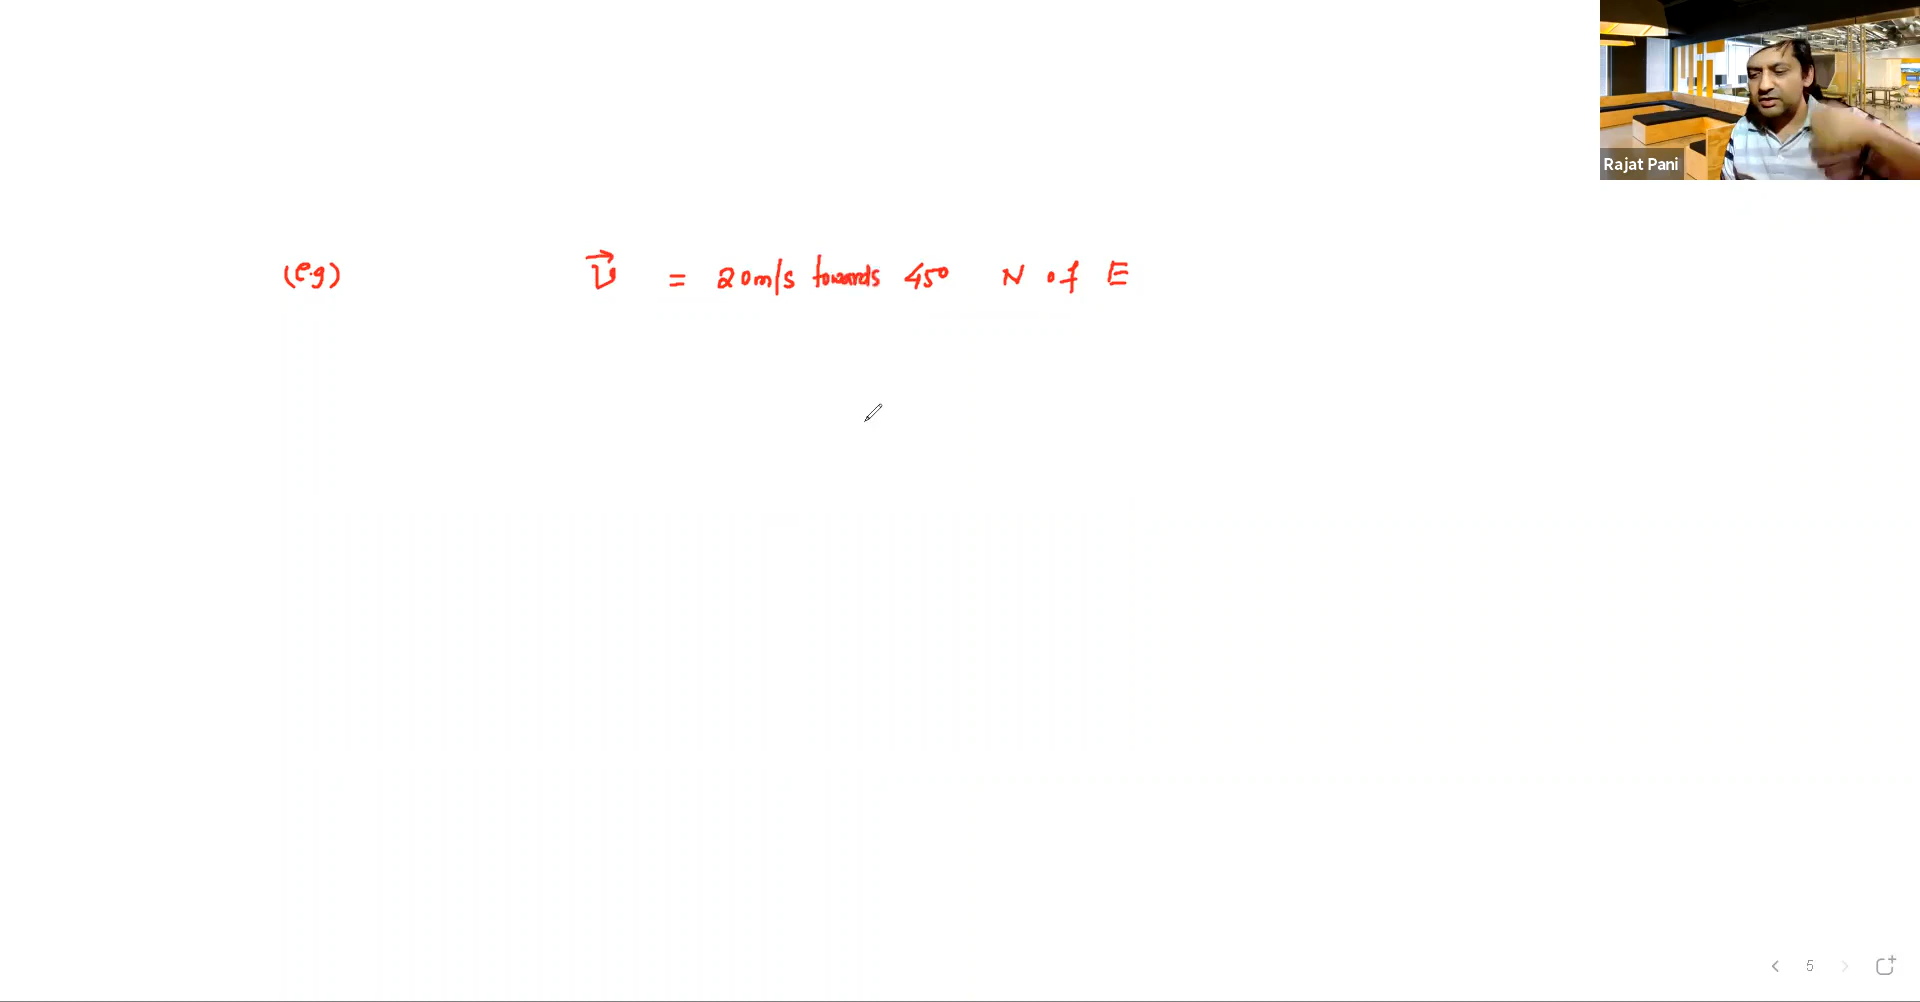 Rajat Pani
(e.g) v⃗ = 20m/s towards 45° N of E
5